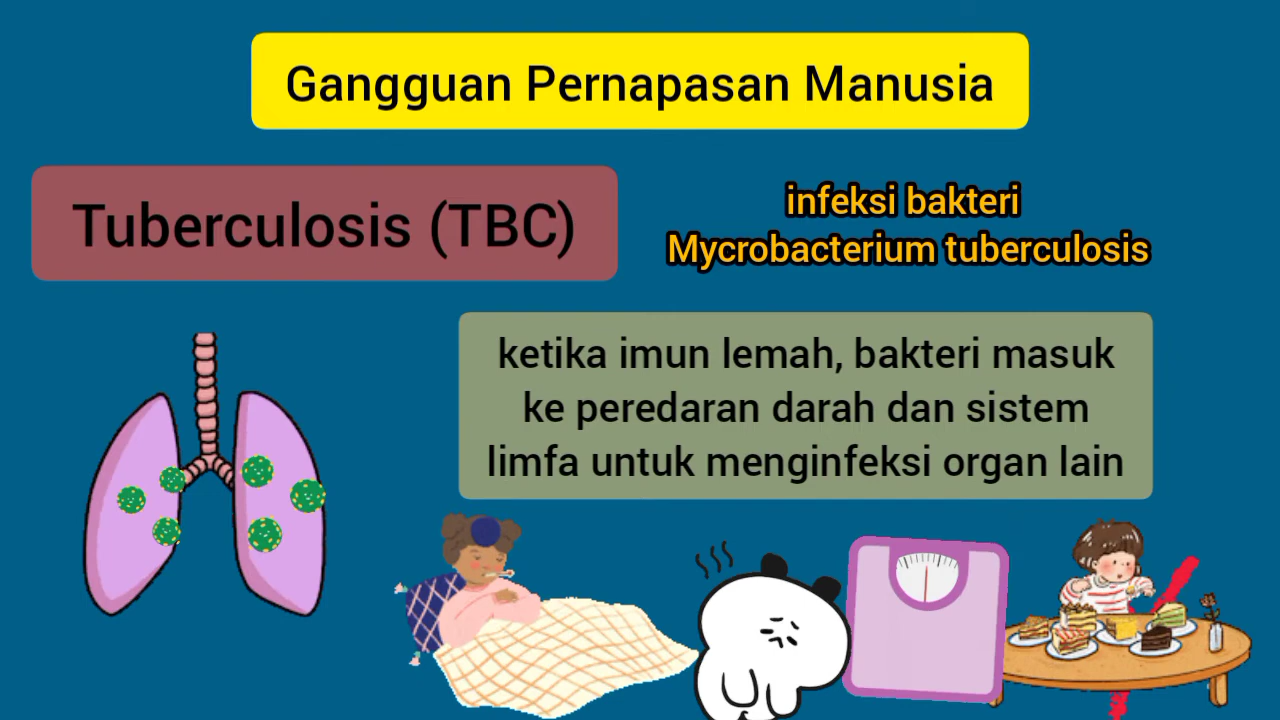 Gangguan Pernapasan Manusia
Tuberculosis (TBC)
infeksi bakteri
Mycrobacterium tuberculosis
ketika imun lemah, bakteri masuk
ke peredaran darah dan sistem
limfa untuk menginfeksi organ lain